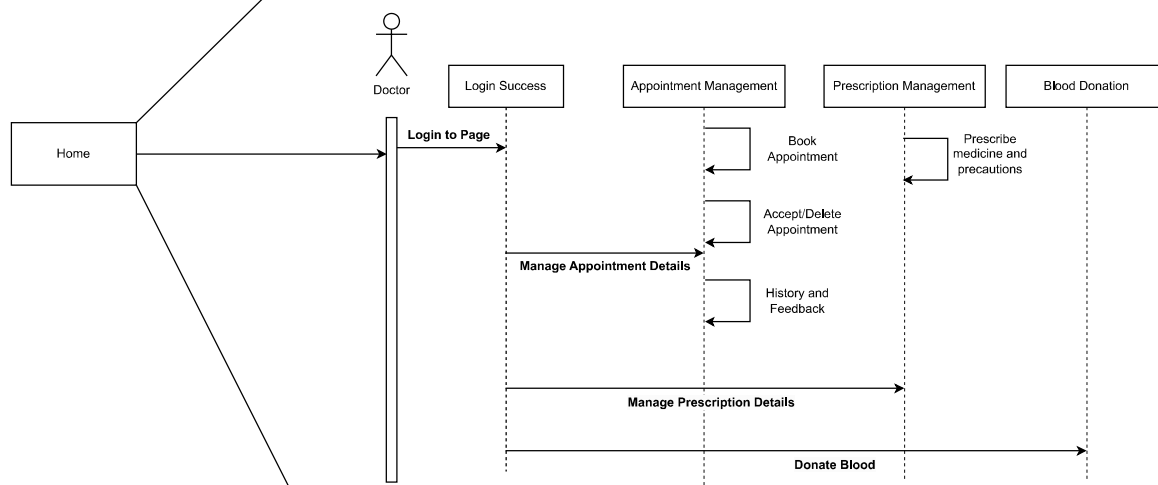 Doctor
Login Success
Appointment Management
Prescription Management
Blood Donation
Home
Login to Page
Book
Appointment
Prescribe
medicine and
precautions
Accept/Delete
Appointment
Manage Appointment Details
History and
Feedback
Manage Prescription Details
Donate Blood